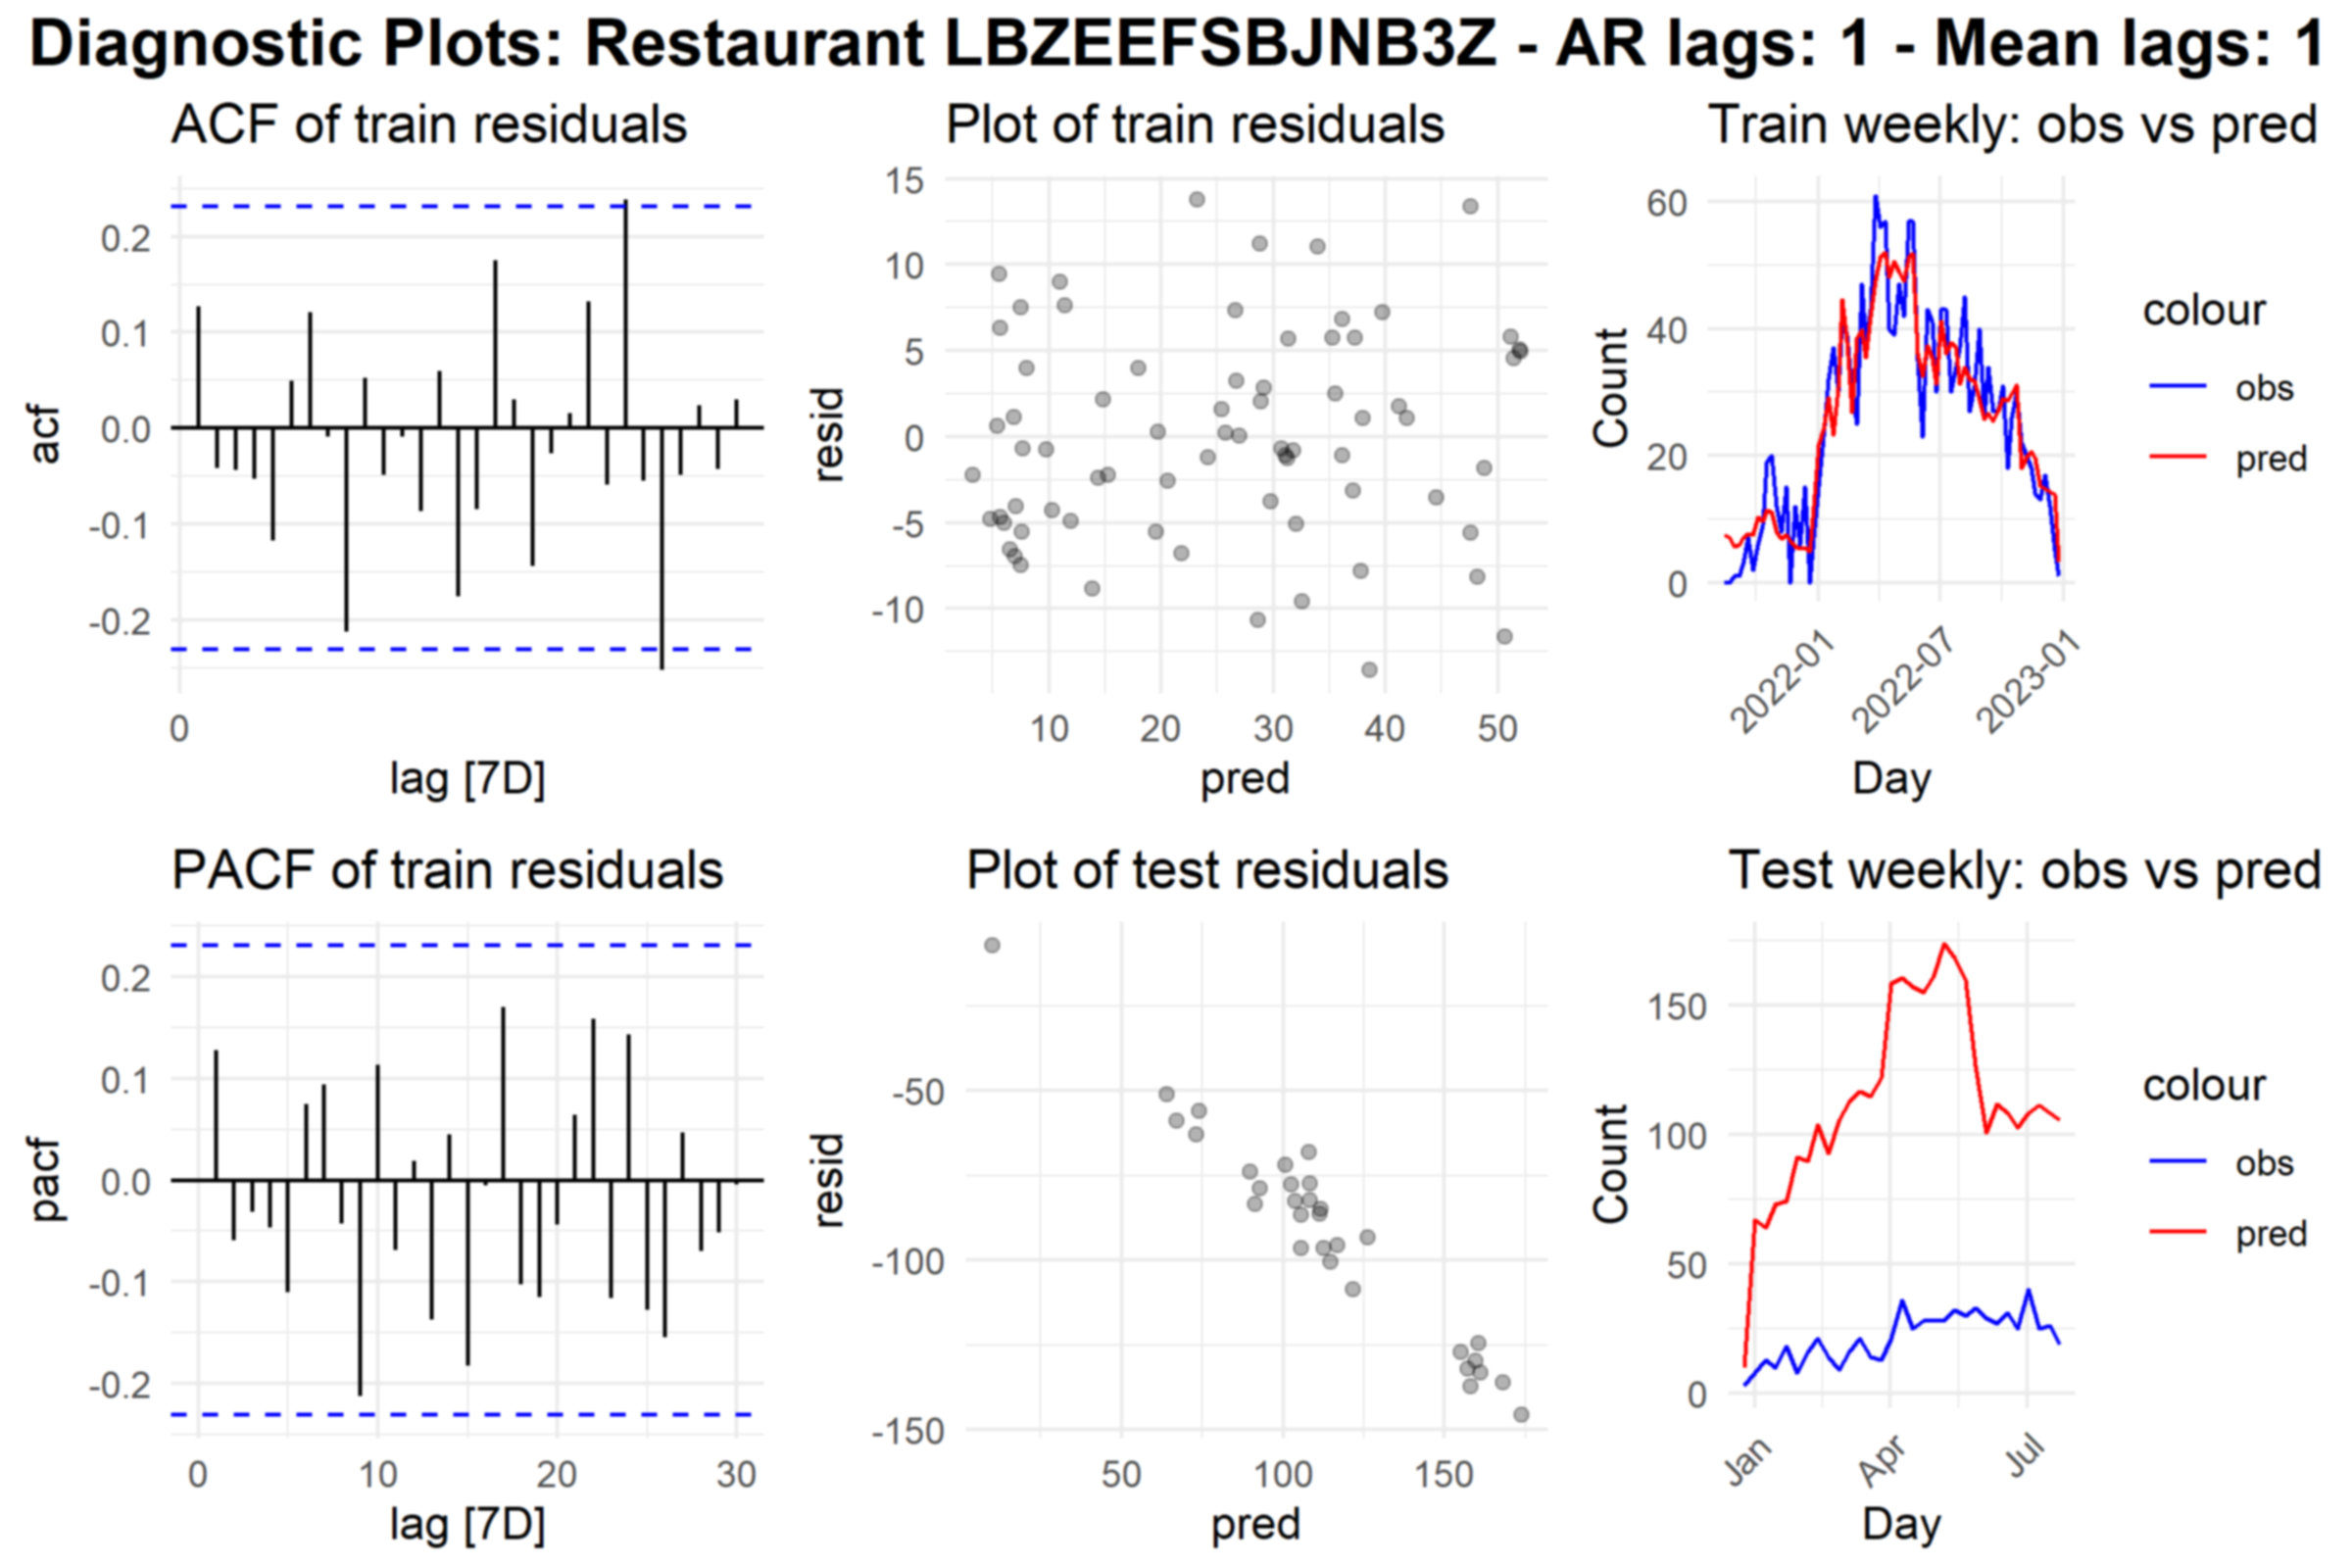 Diagnostic Plots: Restaurant LBZEEFSBJNB3Z - AR lags: 1 - Mean lags: 1
ACF of train residuals
0.2
0.1
0.0
-0.1
-0.2
acf
0
lag [7D]
Plot of train residuals
15
10
5
0
-5
-10
resid
10 20 30 40 50
pred
Train weekly: obs vs pred
60
40
20
0
Count
2022-01 2022-07 2023-01
Day
colour
obs
pred
PACF of train residuals
0.2
0.1
0.0
-0.1
-0.2
pacf
0 10 20 30
lag [7D]
Plot of test residuals
-50
-100
-150
resid
50 100 150
pred
Test weekly: obs vs pred
150
100
50
0
Count
Jan Apr Jul
Day
colour
obs
pred